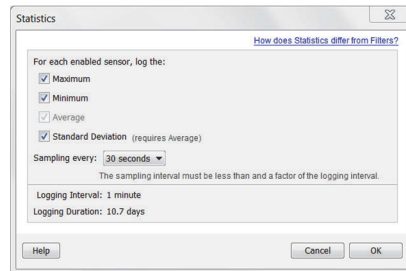 Statistics
How does Statistics differ from Filters?
For each enabled sensor, log the:
Maximum
Minimum
Average
Standard Deviation (requires Average)
Sampling every: 30 seconds
The sampling interval must be less than and a factor of the logging interval.
Logging Interval: 1 minute
Logging Duration: 10.7 days
Help Cancel OK